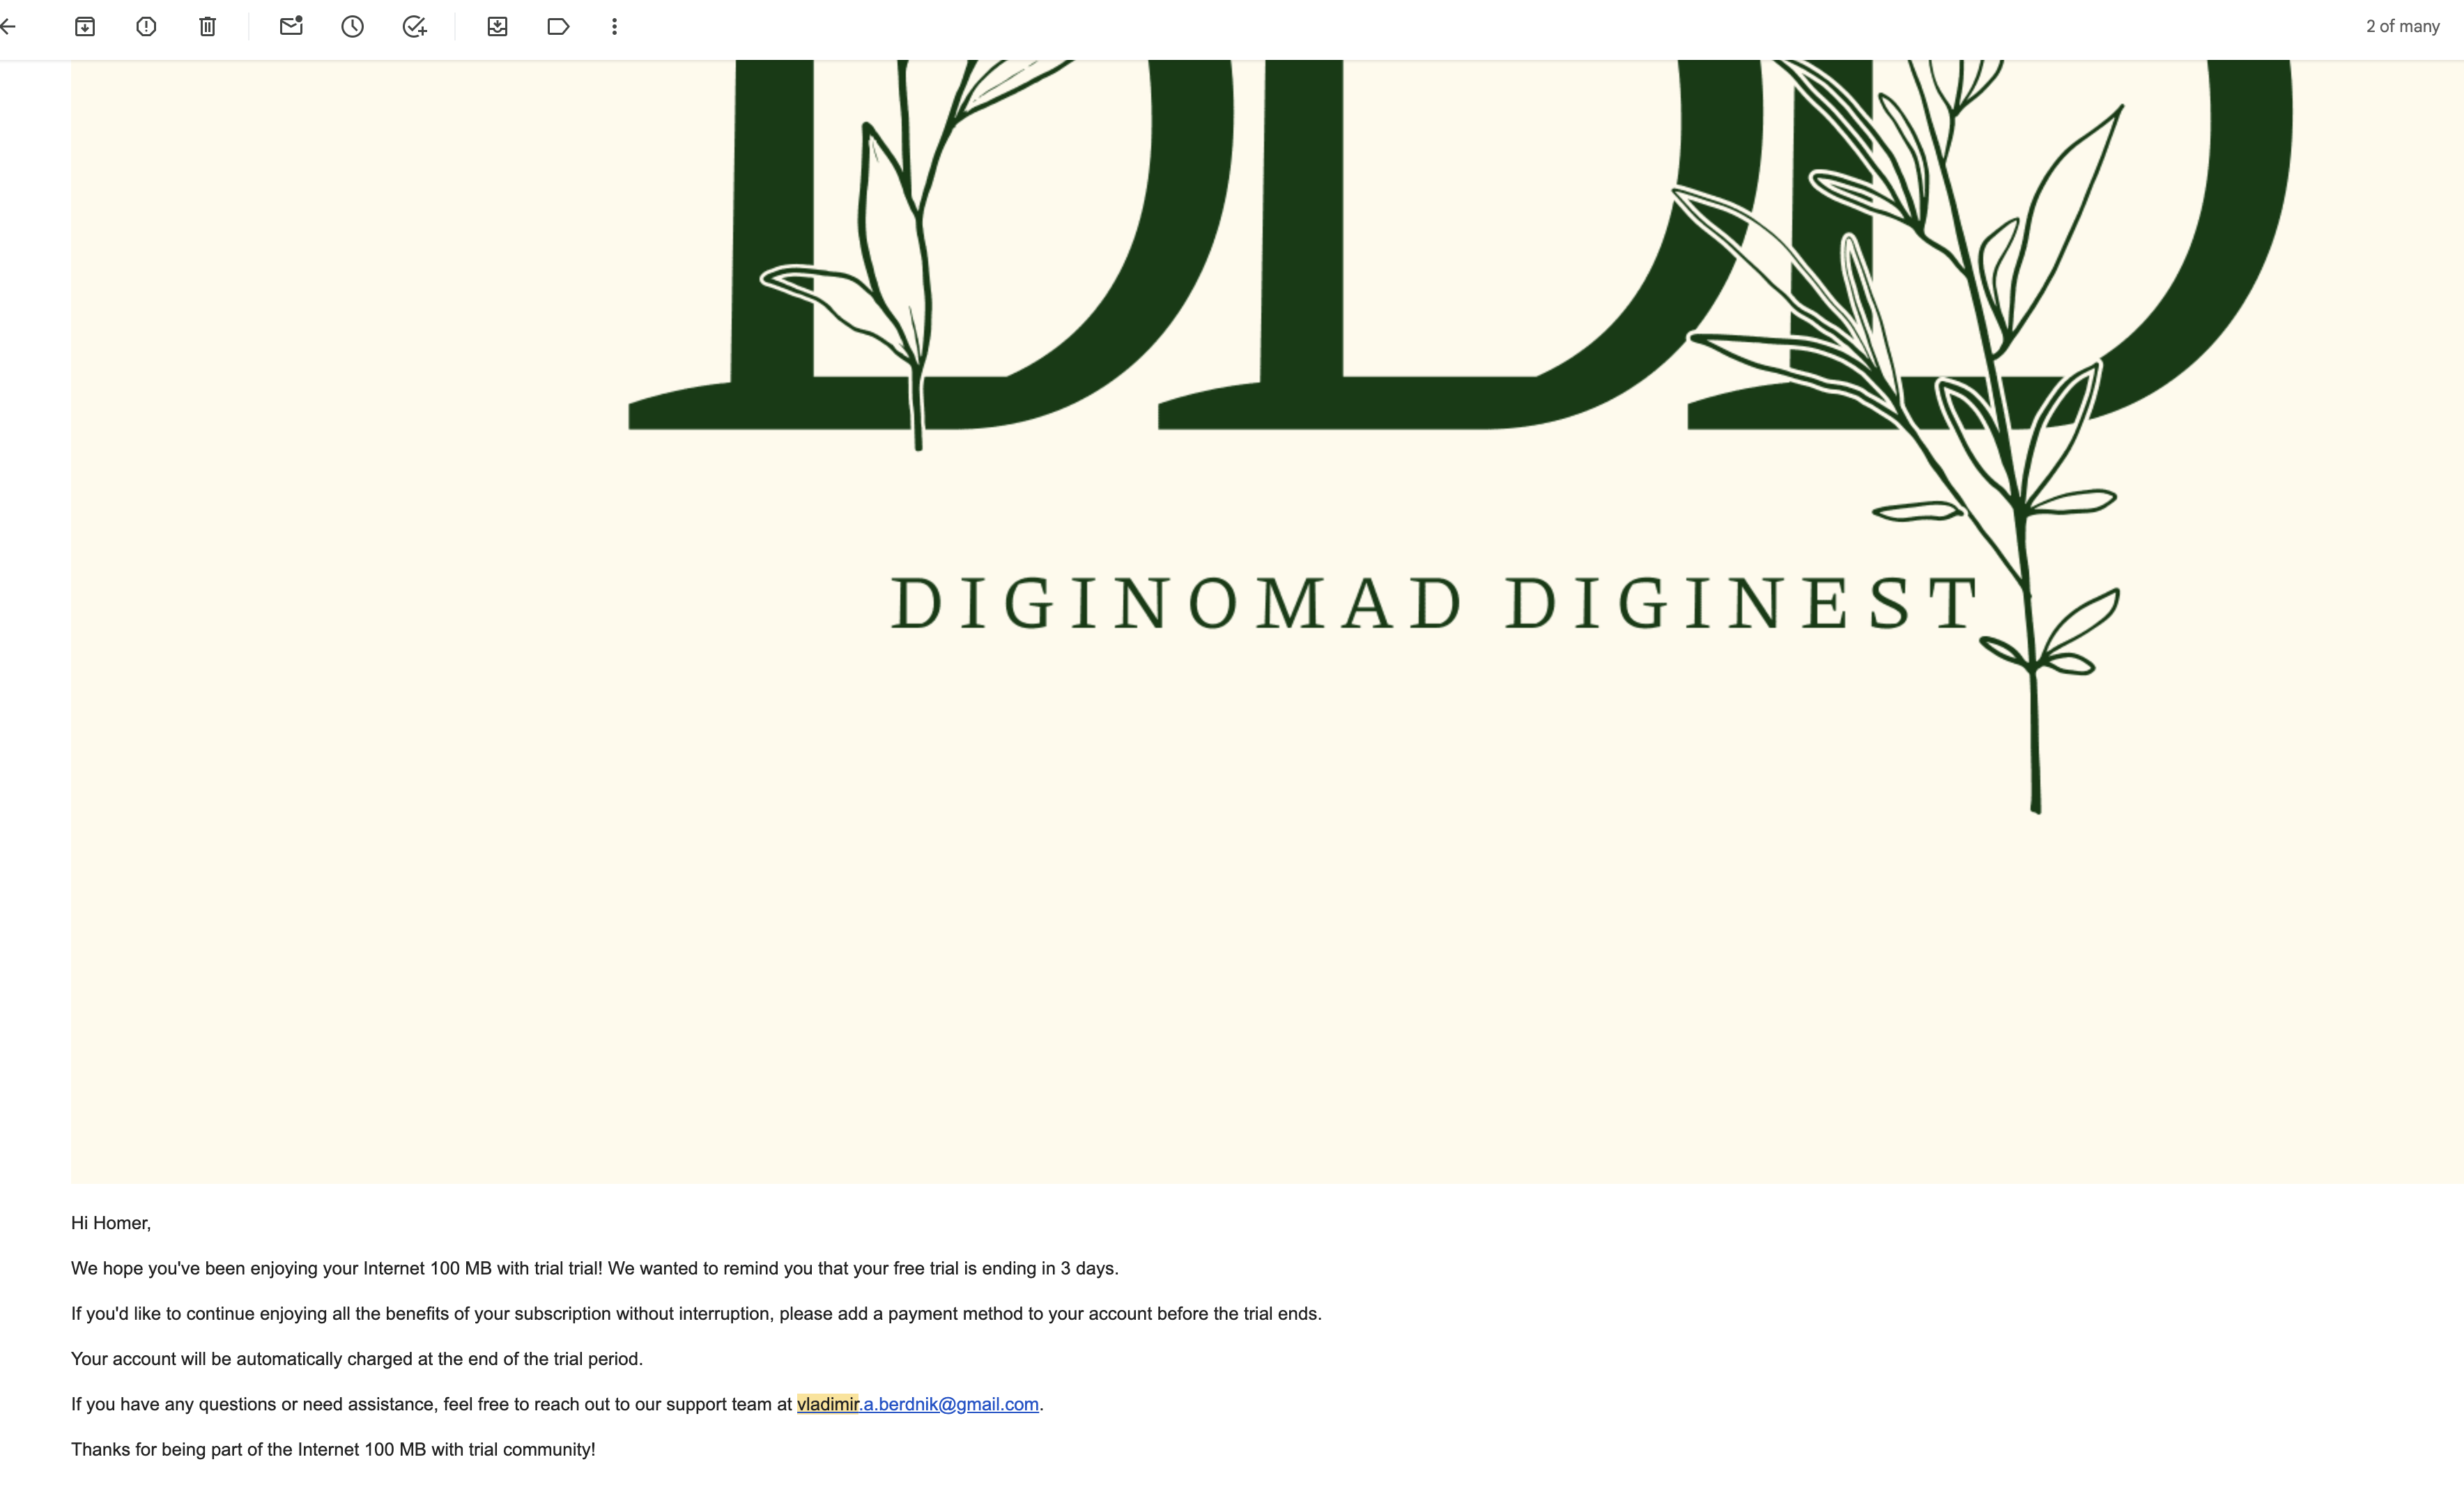 2 of many
DDD
DIGINOMAD DIGINEST
Hi Homer,
We hope you've been enjoying your Internet 100 MB with trial trial! We wanted to remind you that your free trial is ending in 3 days.
If you'd like to continue enjoying all the benefits of your subscription without interruption, please add a payment method to your account before the trial ends.
Your account will be automatically charged at the end of the trial period.
If you have any questions or need assistance, feel free to reach out to our support team at vladimir.a.berdnik@gmail.com.
Thanks for being part of the Internet 100 MB with trial community!